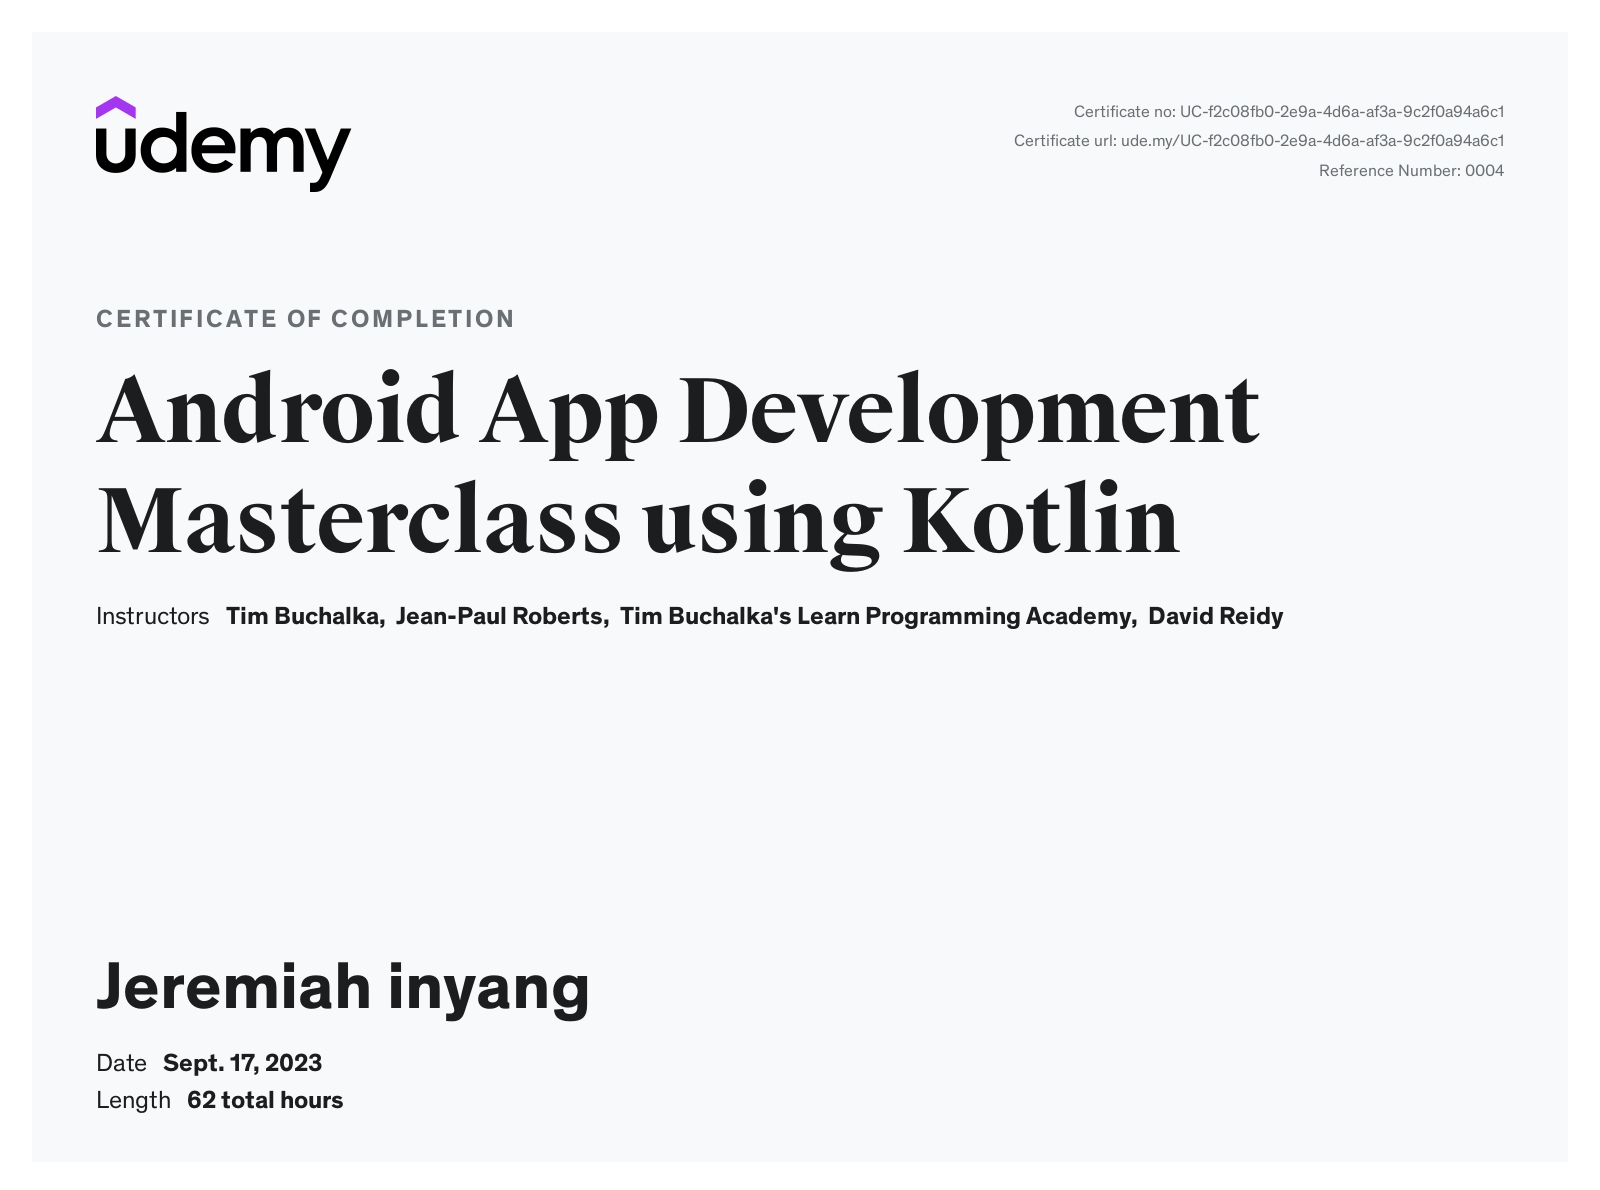 udemy
Certificate no: UC-f2c08fb0-2e9a-4d6a-af3a-9c2f0a94a6c1
Certificate url: ude.my/UC-f2c08fb0-2e9a-4d6a-af3a-9c2f0a94a6c1
Reference Number: 0004
CERTIFICATE OF COMPLETION
Android App Development
Masterclass using Kotlin
Instructors Tim Buchalka, Jean-Paul Roberts, Tim Buchalka's Learn Programming Academy, David Reidy
Jeremiah inyang
Date Sept. 17, 2023
Length 62 total hours